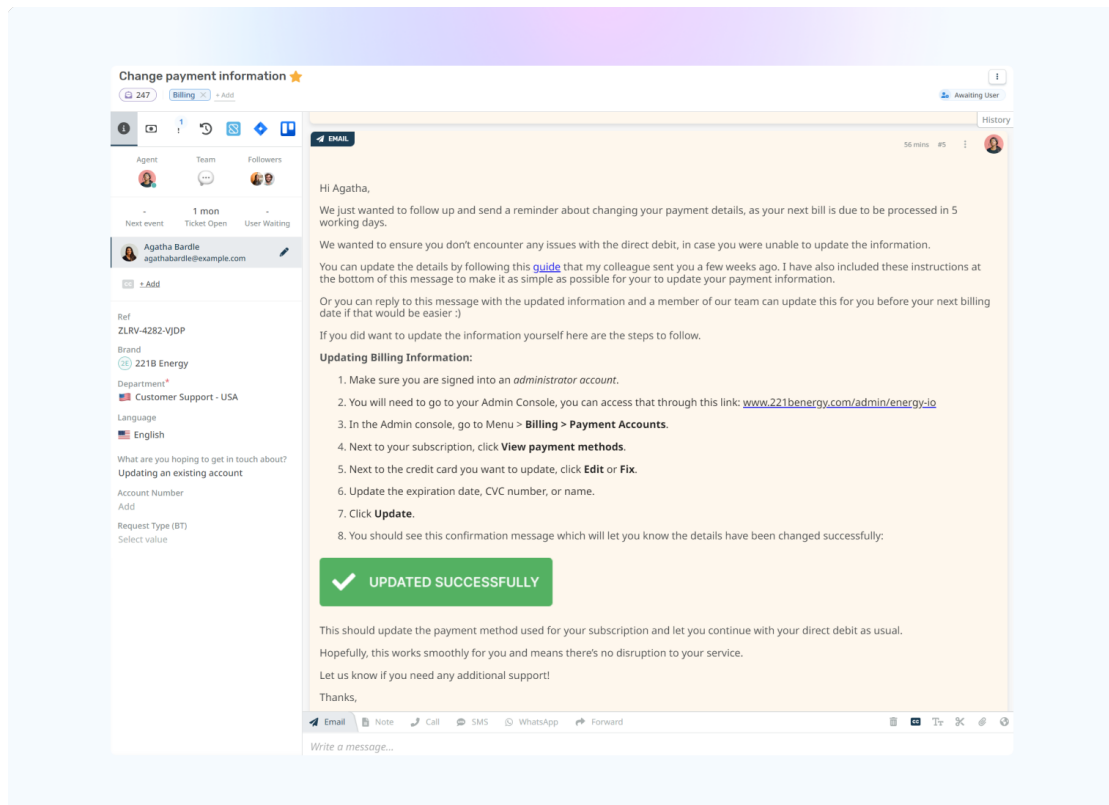 Change payment information
247 Billing × + Add
Awaiting User
History
1
EMAIL
56 mins #5
Agent Team Followers
- 1 mon -
Next event Ticket Open User Waiting
Agatha Bardle
agathabardle@example.com
CC + Add
Ref
ZLRV-4282-VJDP
Brand
2E 221B Energy
Department*
Customer Support - USA
Language
English
What are you hoping to get in touch about?
Updating an existing account
Account Number
Add
Request Type (BT)
Select value
Hi Agatha,
We just wanted to follow up and send a reminder about changing your payment details, as your next bill is due to be processed in 5
working days.
We wanted to ensure you don't encounter any issues with the direct debit, in case you were unable to update the information.
You can update the details by following this guide that my colleague sent you a few weeks ago. I have also included these instructions at
the bottom of this message to make it as simple as possible for your to update your payment information.
Or you can reply to this message with the updated information and a member of our team can update this for you before your next billing
date if that would be easier :)
If you did want to update the information yourself here are the steps to follow.
Updating Billing Information:
1. Make sure you are signed into an administrator account.
2. You will need to go to your Admin Console, you can access that through this link: www.221benergy.com/admin/energy-io
3. In the Admin console, go to Menu > Billing > Payment Accounts.
4. Next to your subscription, click View payment methods.
5. Next to the credit card you want to update, click Edit or Fix.
6. Update the expiration date, CVC number, or name.
7. Click Update.
8. You should see this confirmation message which will let you know the details have been changed successfully:
UPDATED SUCCESSFULLY
This should update the payment method used for your subscription and let you continue with your direct debit as usual.
Hopefully, this works smoothly for you and means there's no disruption to your service.
Let us know if you need any additional support!
Thanks,
Email Note Call SMS WhatsApp Forward
Write a message...